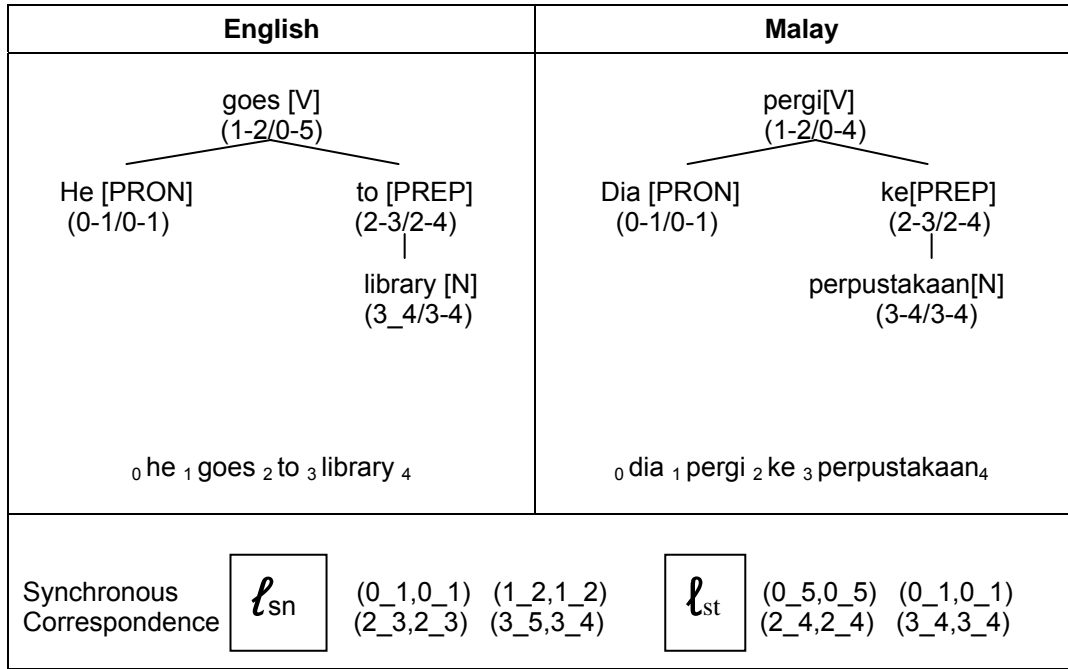 English Malay
goes [V] pergi[V]
(1-2/0-5) (1-2/0-4)
He [PRON] to [PREP] Dia [PRON] ke[PREP]
(0-1/0-1) (2-3/2-4) (0-1/0-1) (2-3/2-4)
library [N] perpustakaan[N]
(3_4/3-4) (3-4/3-4)
0 he 1 goes 2 to 3 library 4 0 dia 1 pergi 2 ke 3 perpustakaan4
Synchronous ℓsn (0_1,0_1) (1_2,1_2) ℓst (0_5,0_5) (0_1,0_1)
Correspondence (2_3,2_3) (3_5,3_4) (2_4,2_4) (3_4,3_4)